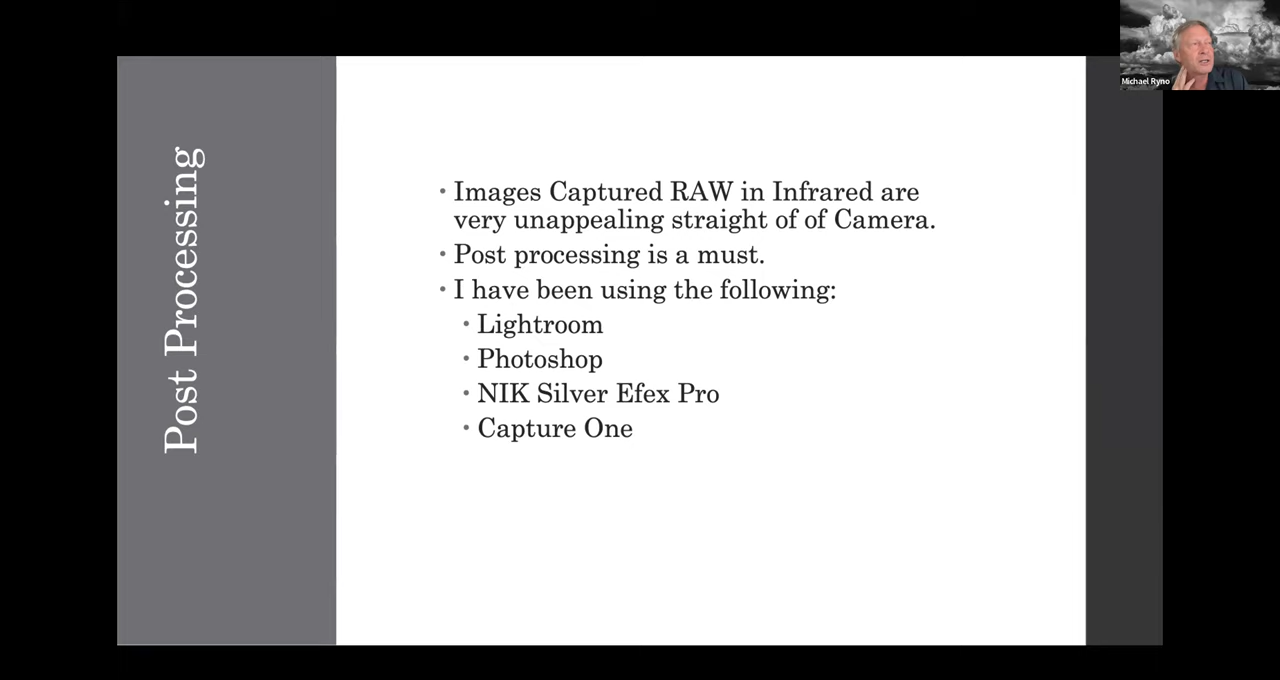 Post Processing
• Images Captured RAW in Infrared are
very unappealing straight of of Camera.
• Post processing is a must.
• I have been using the following:
• Lightroom
• Photoshop
• NIK Silver Efex Pro
• Capture One
Michael Ryno